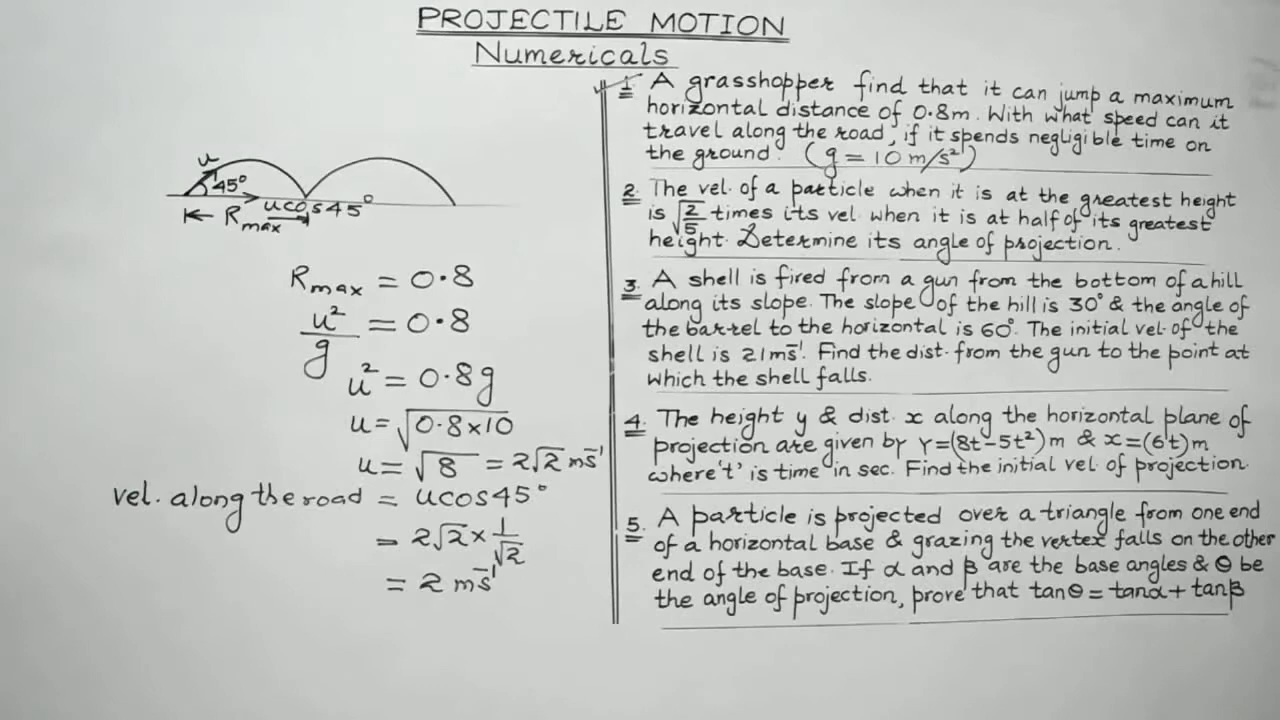 PROJECTILE MOTION
Numericals
u
45°
ucos45°
R max
R max = 0.8
u²/g = 0.8
u² = 0.8g
u = √0.8×10
u = √8 = 2√2 ms⁻¹
vel. along the road = ucos45°
= 2√2 × 1/√2
= 2 ms⁻¹
1. A grasshopper find that it can jump a maximum
horizontal distance of 0.8m. With what speed can it
travel along the road, if it spends negligible time on
the ground. (g = 10 m/s²)
2. The vel. of a particle when it is at the greatest height
is √2/5 times its vel when it is at half of its greatest
height. Determine its angle of projection.
3. A shell is fired from a gun from the bottom of a hill
along its slope. The slope of the hill is 30° & the angle of
the barrel to the horizontal is 60°. The initial vel. of the
shell is 21ms⁻¹. Find the dist. from the gun to the point at
which the shell falls.
4. The height y & dist. x along the horizontal plane of
projection are given by Y=(8t-5t²)m & x=(6t)m
where 't' is time in sec. Find the initial vel. of projection.
5. A particle is projected over a triangle from one end
of a horizontal base & grazing the vertex falls on the other
end of the base. If α and β are the base angles & θ be
the angle of projection, prove that tanθ = tanα + tanβ